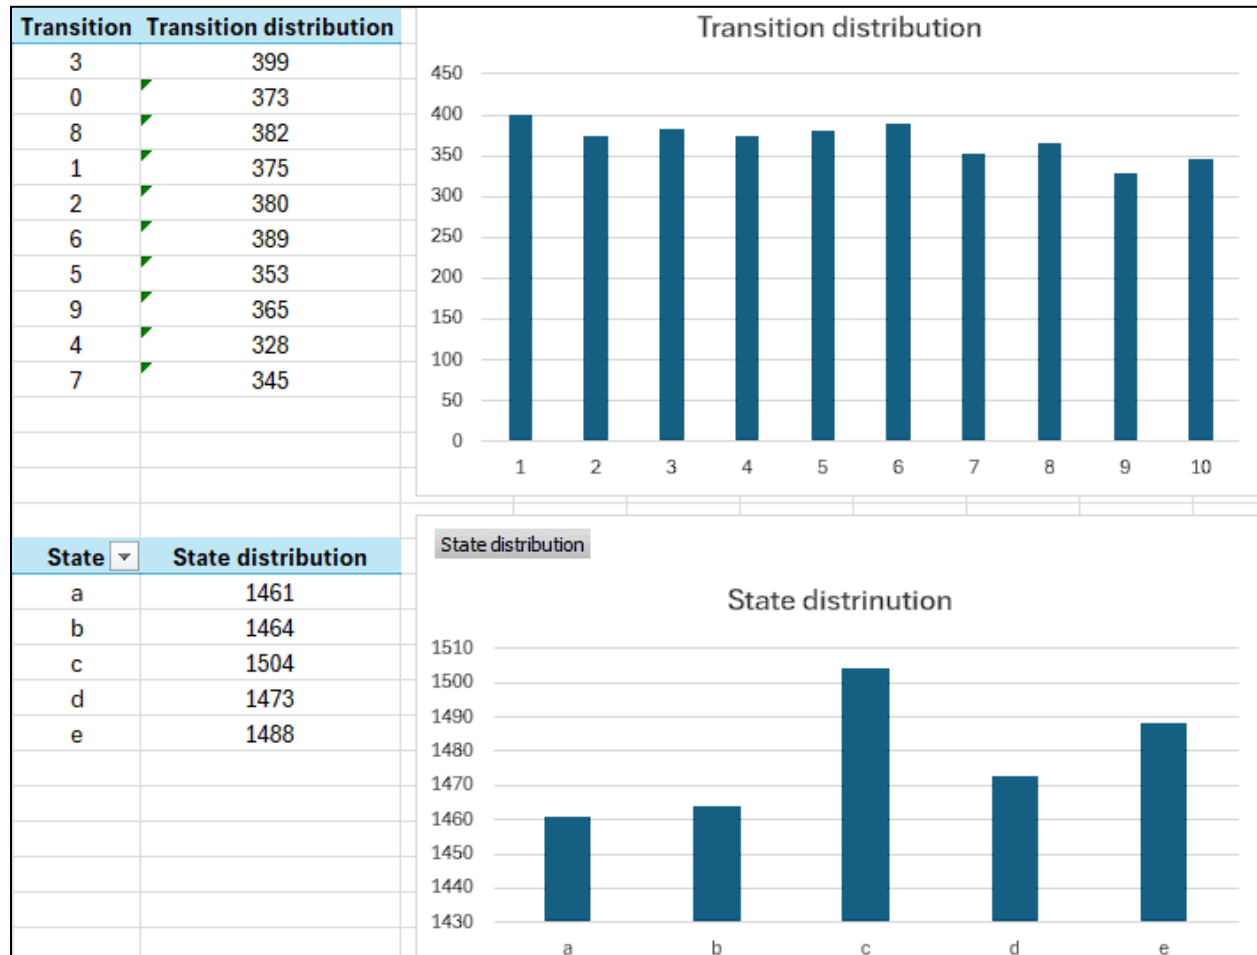 Transition Transition distribution
3 399
0 373
8 382
1 375
2 380
6 389
5 353
9 365
4 328
7 345
Transition distribution
450
400
350
300
250
200
150
100
50
0
1 2 3 4 5 6 7 8 9 10
State State distribution
a 1461
b 1464
c 1504
d 1473
e 1488
State distribution
State distrinution
1510
1500
1490
1480
1470
1460
1450
1440
1430
a b c d e